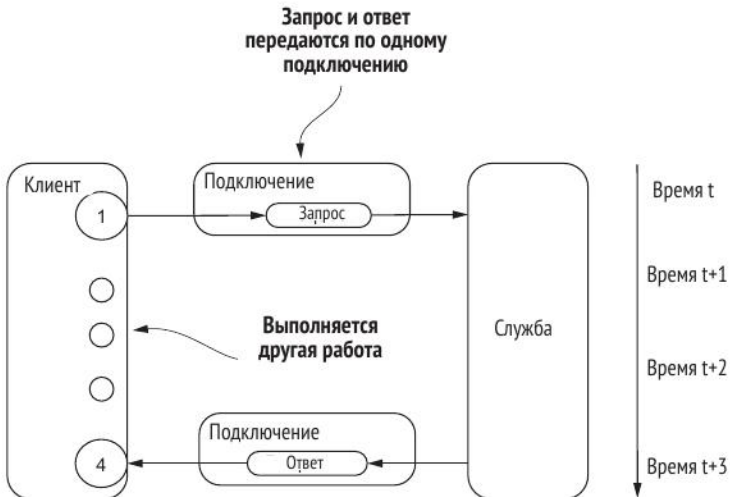 Запрос и ответ
передаются по одному
подключению
Клиент
Подключение
1
Запрос
Время t
Время t+1
Выполняется
другая работа
Служба
Время t+2
Подключение
4
Ответ
Время t+3